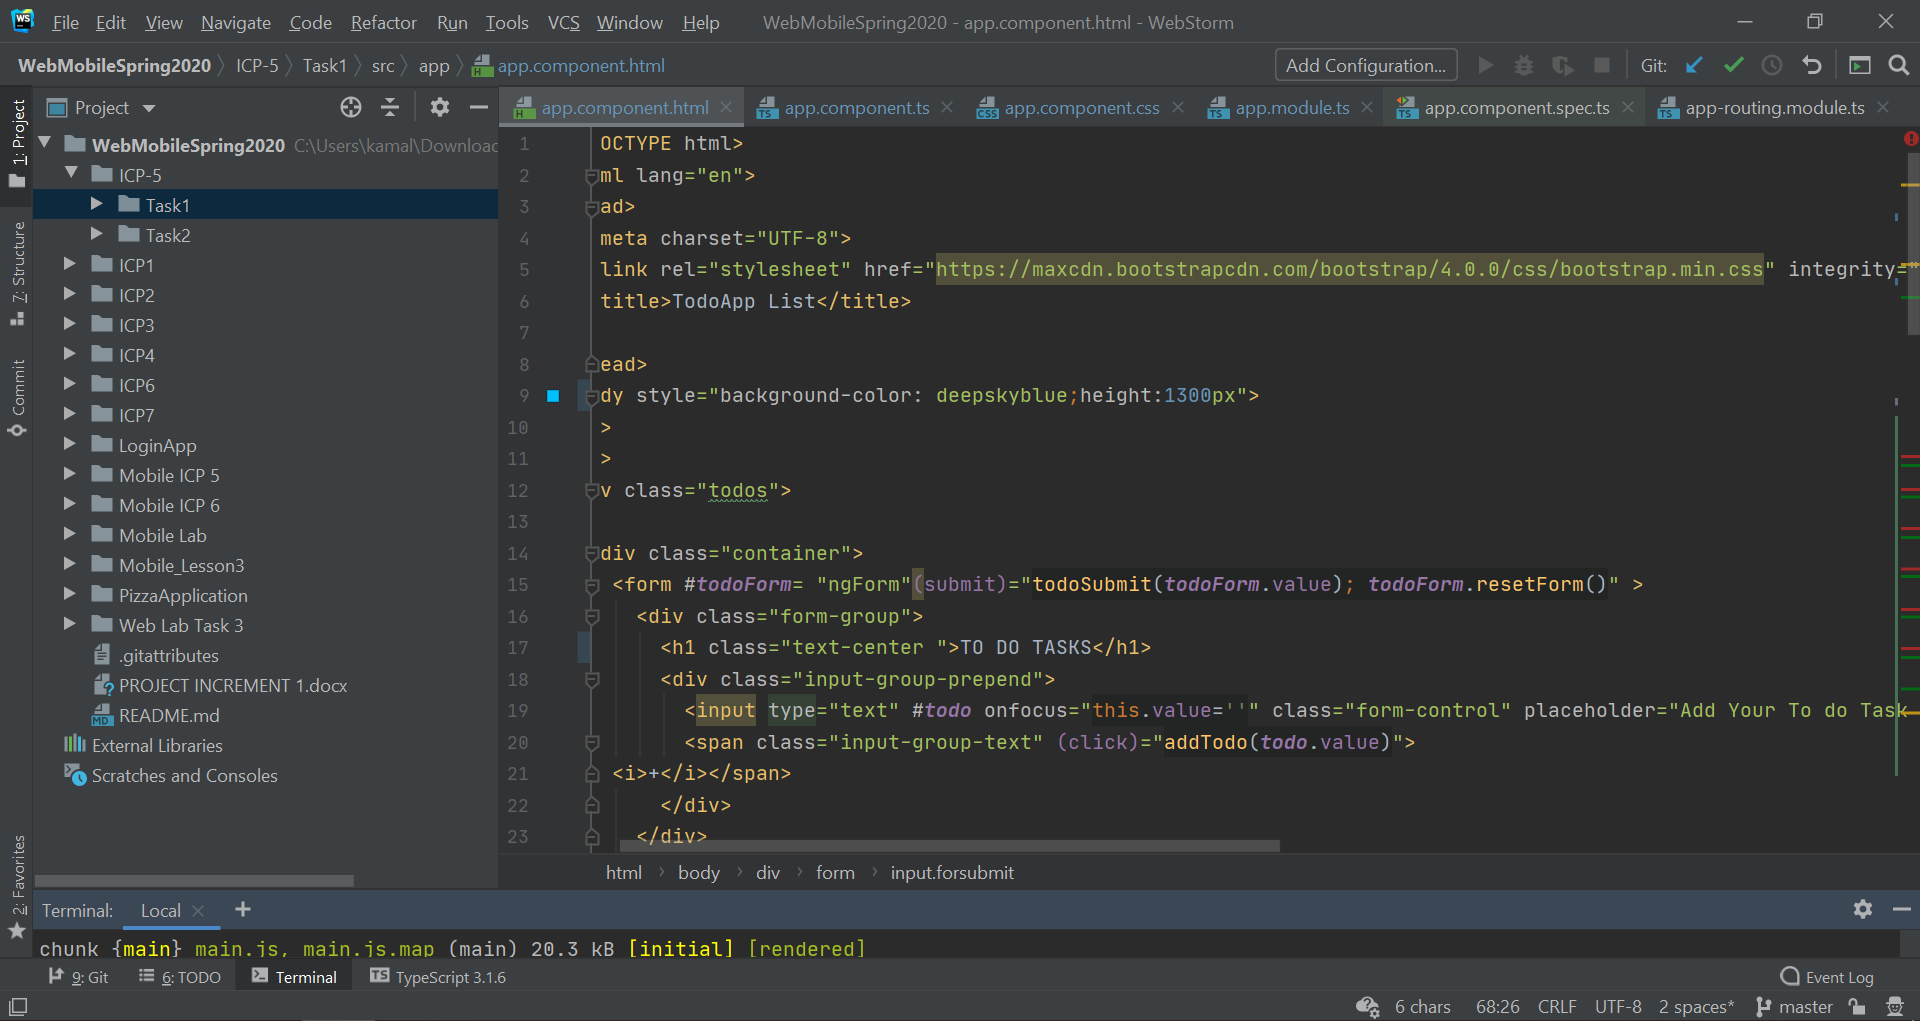 WS File Edit View Navigate Code Refactor Run Tools VCS Window Help WebMobileSpring2020 - app.component.html - WebStorm
WebMobileSpring2020 ICP-5 Task1 src app app.component.html Add Configuration... Git:
Project
app.component.html app.component.ts app.component.css app.module.ts app.component.spec.ts app-routing.module.ts
1: Project
7: Structure
Commit
2: Favorites
WebMobileSpring2020 C:\Users\kamal\Downloac
ICP-5
Task1
Task2
ICP1
ICP2
ICP3
ICP4
ICP6
ICP7
LoginApp
Mobile ICP 5
Mobile ICP 6
Mobile Lab
Mobile_Lesson3
PizzaApplication
Web Lab Task 3
.gitattributes
PROJECT INCREMENT 1.docx
README.md
External Libraries
Scratches and Consoles
1 OCTYPE html>
2 ml lang="en">
3 ad>
4 meta charset="UTF-8">
5 link rel="stylesheet" href="https://maxcdn.bootstrapcdn.com/bootstrap/4.0.0/css/bootstrap.min.css" integrity="
6 title>TodoApp List</title>
7
8 ead>
9 dy style="background-color: deepskyblue;height:1300px">
10 >
11 >
12 v class="todos">
13
14 div class="container">
15 <form #todoForm= "ngForm"(submit)="todoSubmit(todoForm.value); todoForm.resetForm()" >
16 <div class="form-group">
17 <h1 class="text-center ">TO DO TASKS</h1>
18 <div class="input-group-prepend">
19 <input type="text" #todo onfocus="this.value=''" class="form-control" placeholder="Add Your To do Task
20 <span class="input-group-text" (click)="addTodo(todo.value)">
21 <i>+</i></span>
22 </div>
23 </div>
html body div form input.forsubmit
Terminal: Local
chunk {main} main.js, main.js.map (main) 20.3 kB [initial] [rendered]
9: Git 6: TODO Terminal TypeScript 3.1.6 Event Log
6 chars 68:26 CRLF UTF-8 2 spaces* master